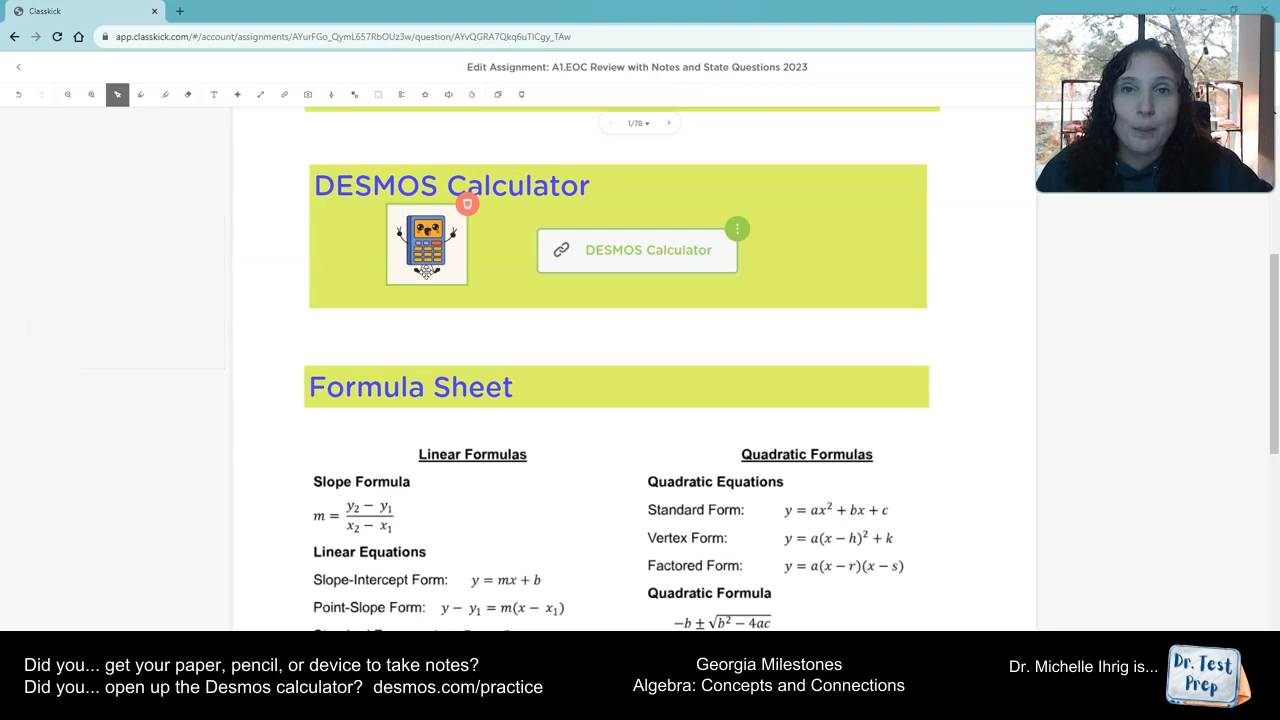 Classkick
app.classkick.com/#/account/assignments/AYurFGo_QymL657RbOUz3w/question/AYvQGRA7Qkq6uTlCgy_TAw
Edit Assignment: A1.EOC Review with Notes and State Questions 2023
1/78
DESMOS Calculator
DESMOS Calculator
Formula Sheet
Linear Formulas
Slope Formula
m = (y₂ − y₁)/(x₂ − x₁)
Linear Equations
Slope-Intercept Form: y = mx + b
Point-Slope Form: y − y₁ = m(x − x₁)
Quadratic Formulas
Quadratic Equations
Standard Form: y = ax² + bx + c
Vertex Form: y = a(x − h)² + k
Factored Form: y = a(x − r)(x − s)
Quadratic Formula
−b ± √(b² − 4ac)
Did you... get your paper, pencil, or device to take notes?
Did you... open up the Desmos calculator? desmos.com/practice
Georgia Milestones
Algebra: Concepts and Connections
Dr. Michelle Ihrig is...
Dr. Test
Prep